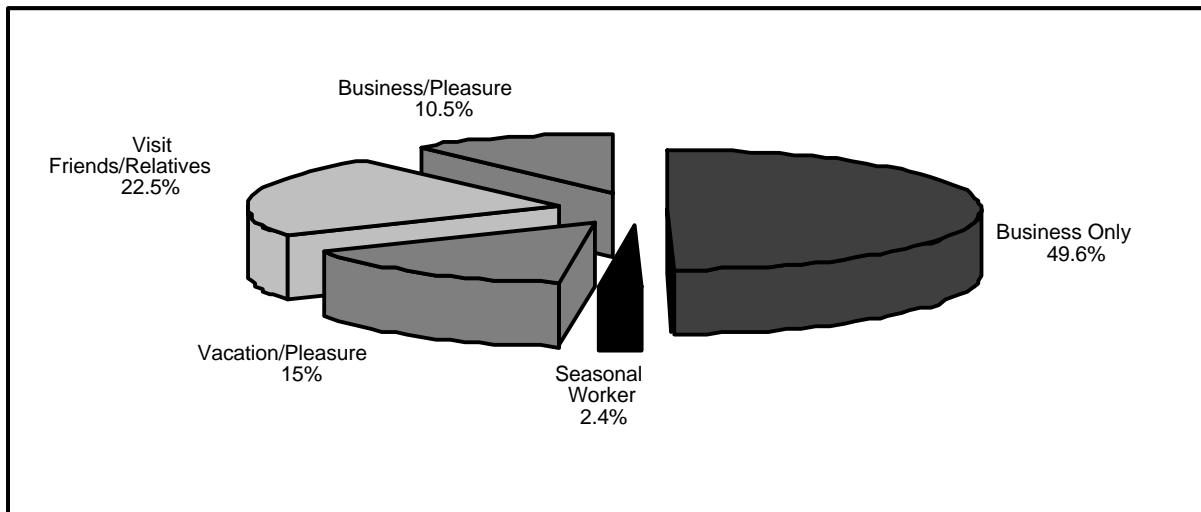 Business/Pleasure
10.5%
Visit
Friends/Relatives
22.5%
Business Only
49.6%
Vacation/Pleasure
15%
Seasonal
Worker
2.4%